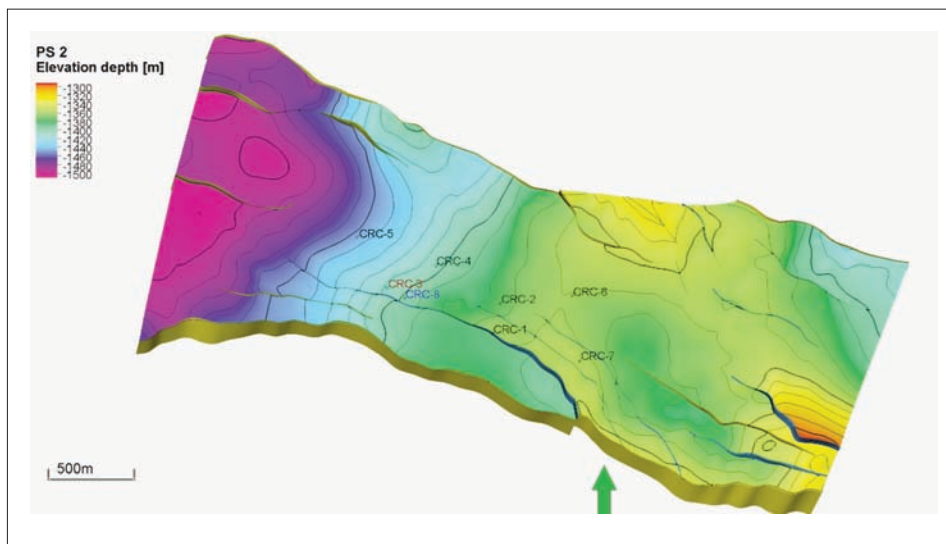 PS 2
Elevation depth [m]
-1300
-1320
-1340
-1360
-1380
-1400
-1420
-1440
-1460
-1480
-1500
CRC-5
CRC-4
CRC-3
CRC-8
CRC-2
CRC-6
CRC-1
CRC-7
500m